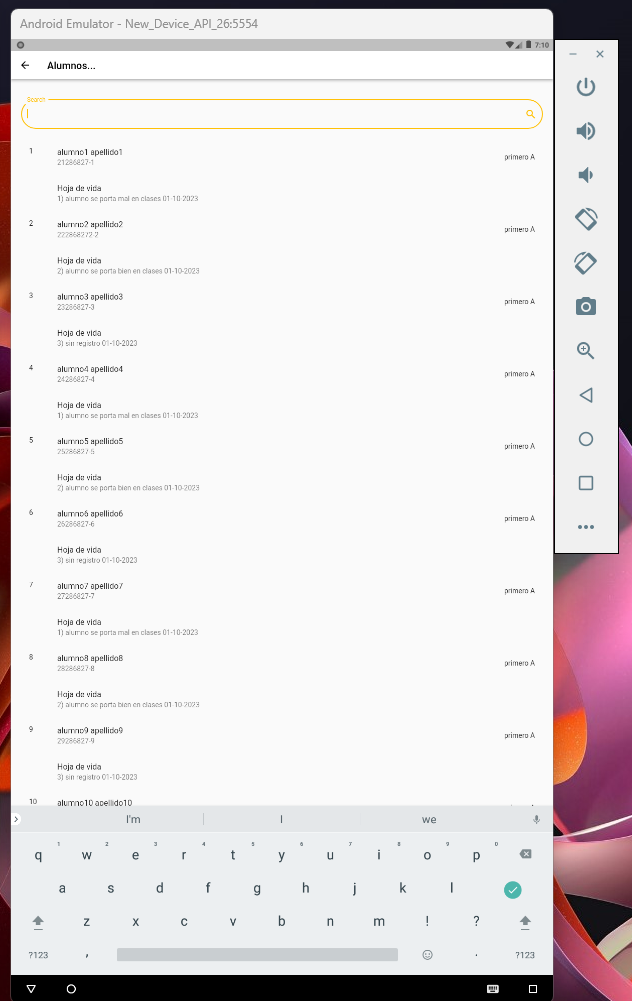 Android Emulator - New_Device_API_26:5554
7:10
Alumnos...
Search
1 alumno1 apellido1 primero A
21286827-1
Hoja de vida
1) alumno se porta mal en clases 01-10-2023
2 alumno2 apellido2 primero A
222868272-2
Hoja de vida
2) alumno se porta bien en clases 01-10-2023
3 alumno3 apellido3 primero A
23286827-3
Hoja de vida
3) sin registro 01-10-2023
4 alumno4 apellido4 primero A
24286827-4
Hoja de vida
1) alumno se porta mal en clases 01-10-2023
5 alumno5 apellido5 primero A
25286827-5
Hoja de vida
2) alumno se porta bien en clases 01-10-2023
6 alumno6 apellido6 primero A
26286827-6
Hoja de vida
3) sin registro 01-10-2023
7 alumno7 apellido7 primero A
27286827-7
Hoja de vida
1) alumno se porta mal en clases 01-10-2023
8 alumno8 apellido8 primero A
28286827-8
Hoja de vida
2) alumno se porta bien en clases 01-10-2023
9 alumno9 apellido9 primero A
29286827-9
Hoja de vida
3) sin registro 01-10-2023
10 alumno10 apellido10
I'm I we
1 2 3 4 5 6 7 8 9 0
q w e r t y u i o p
a s d f g h j k l
z x c v b n m ! ?
?123 , . ?123